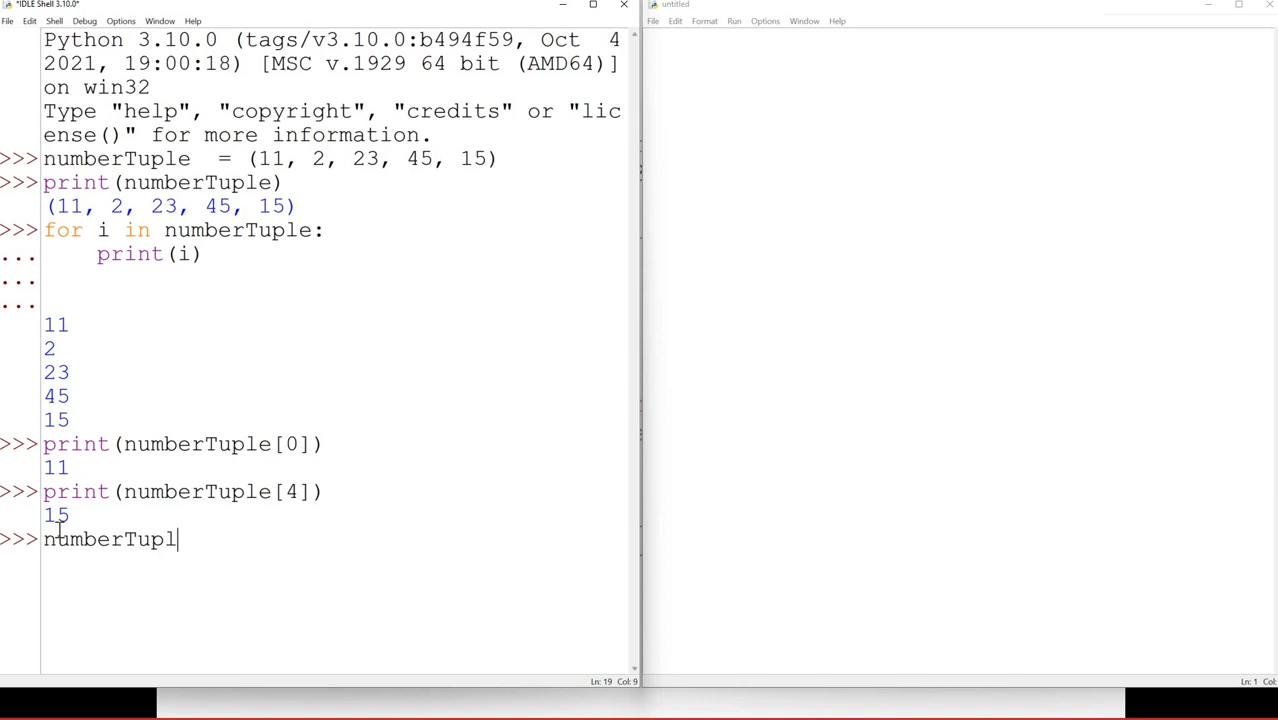 *IDLE Shell 3.10.0*
File Edit Shell Debug Options Window Help
Python 3.10.0 (tags/v3.10.0:b494f59, Oct  4
2021, 19:00:18) [MSC v.1929 64 bit (AMD64)]
on win32
Type "help", "copyright", "credits" or "lic
ense()" for more information.
>>> numberTuple  = (11, 2, 23, 45, 15)
>>> print(numberTuple)
(11, 2, 23, 45, 15)
>>> for i in numberTuple:
...     print(i)
...
...
11
2
23
45
15
>>> print(numberTuple[0])
11
>>> print(numberTuple[4])
15
>>> numberTupl
Ln: 19 Col: 9
untitled
File Edit Format Run Options Window Help
Ln: 1 Col: